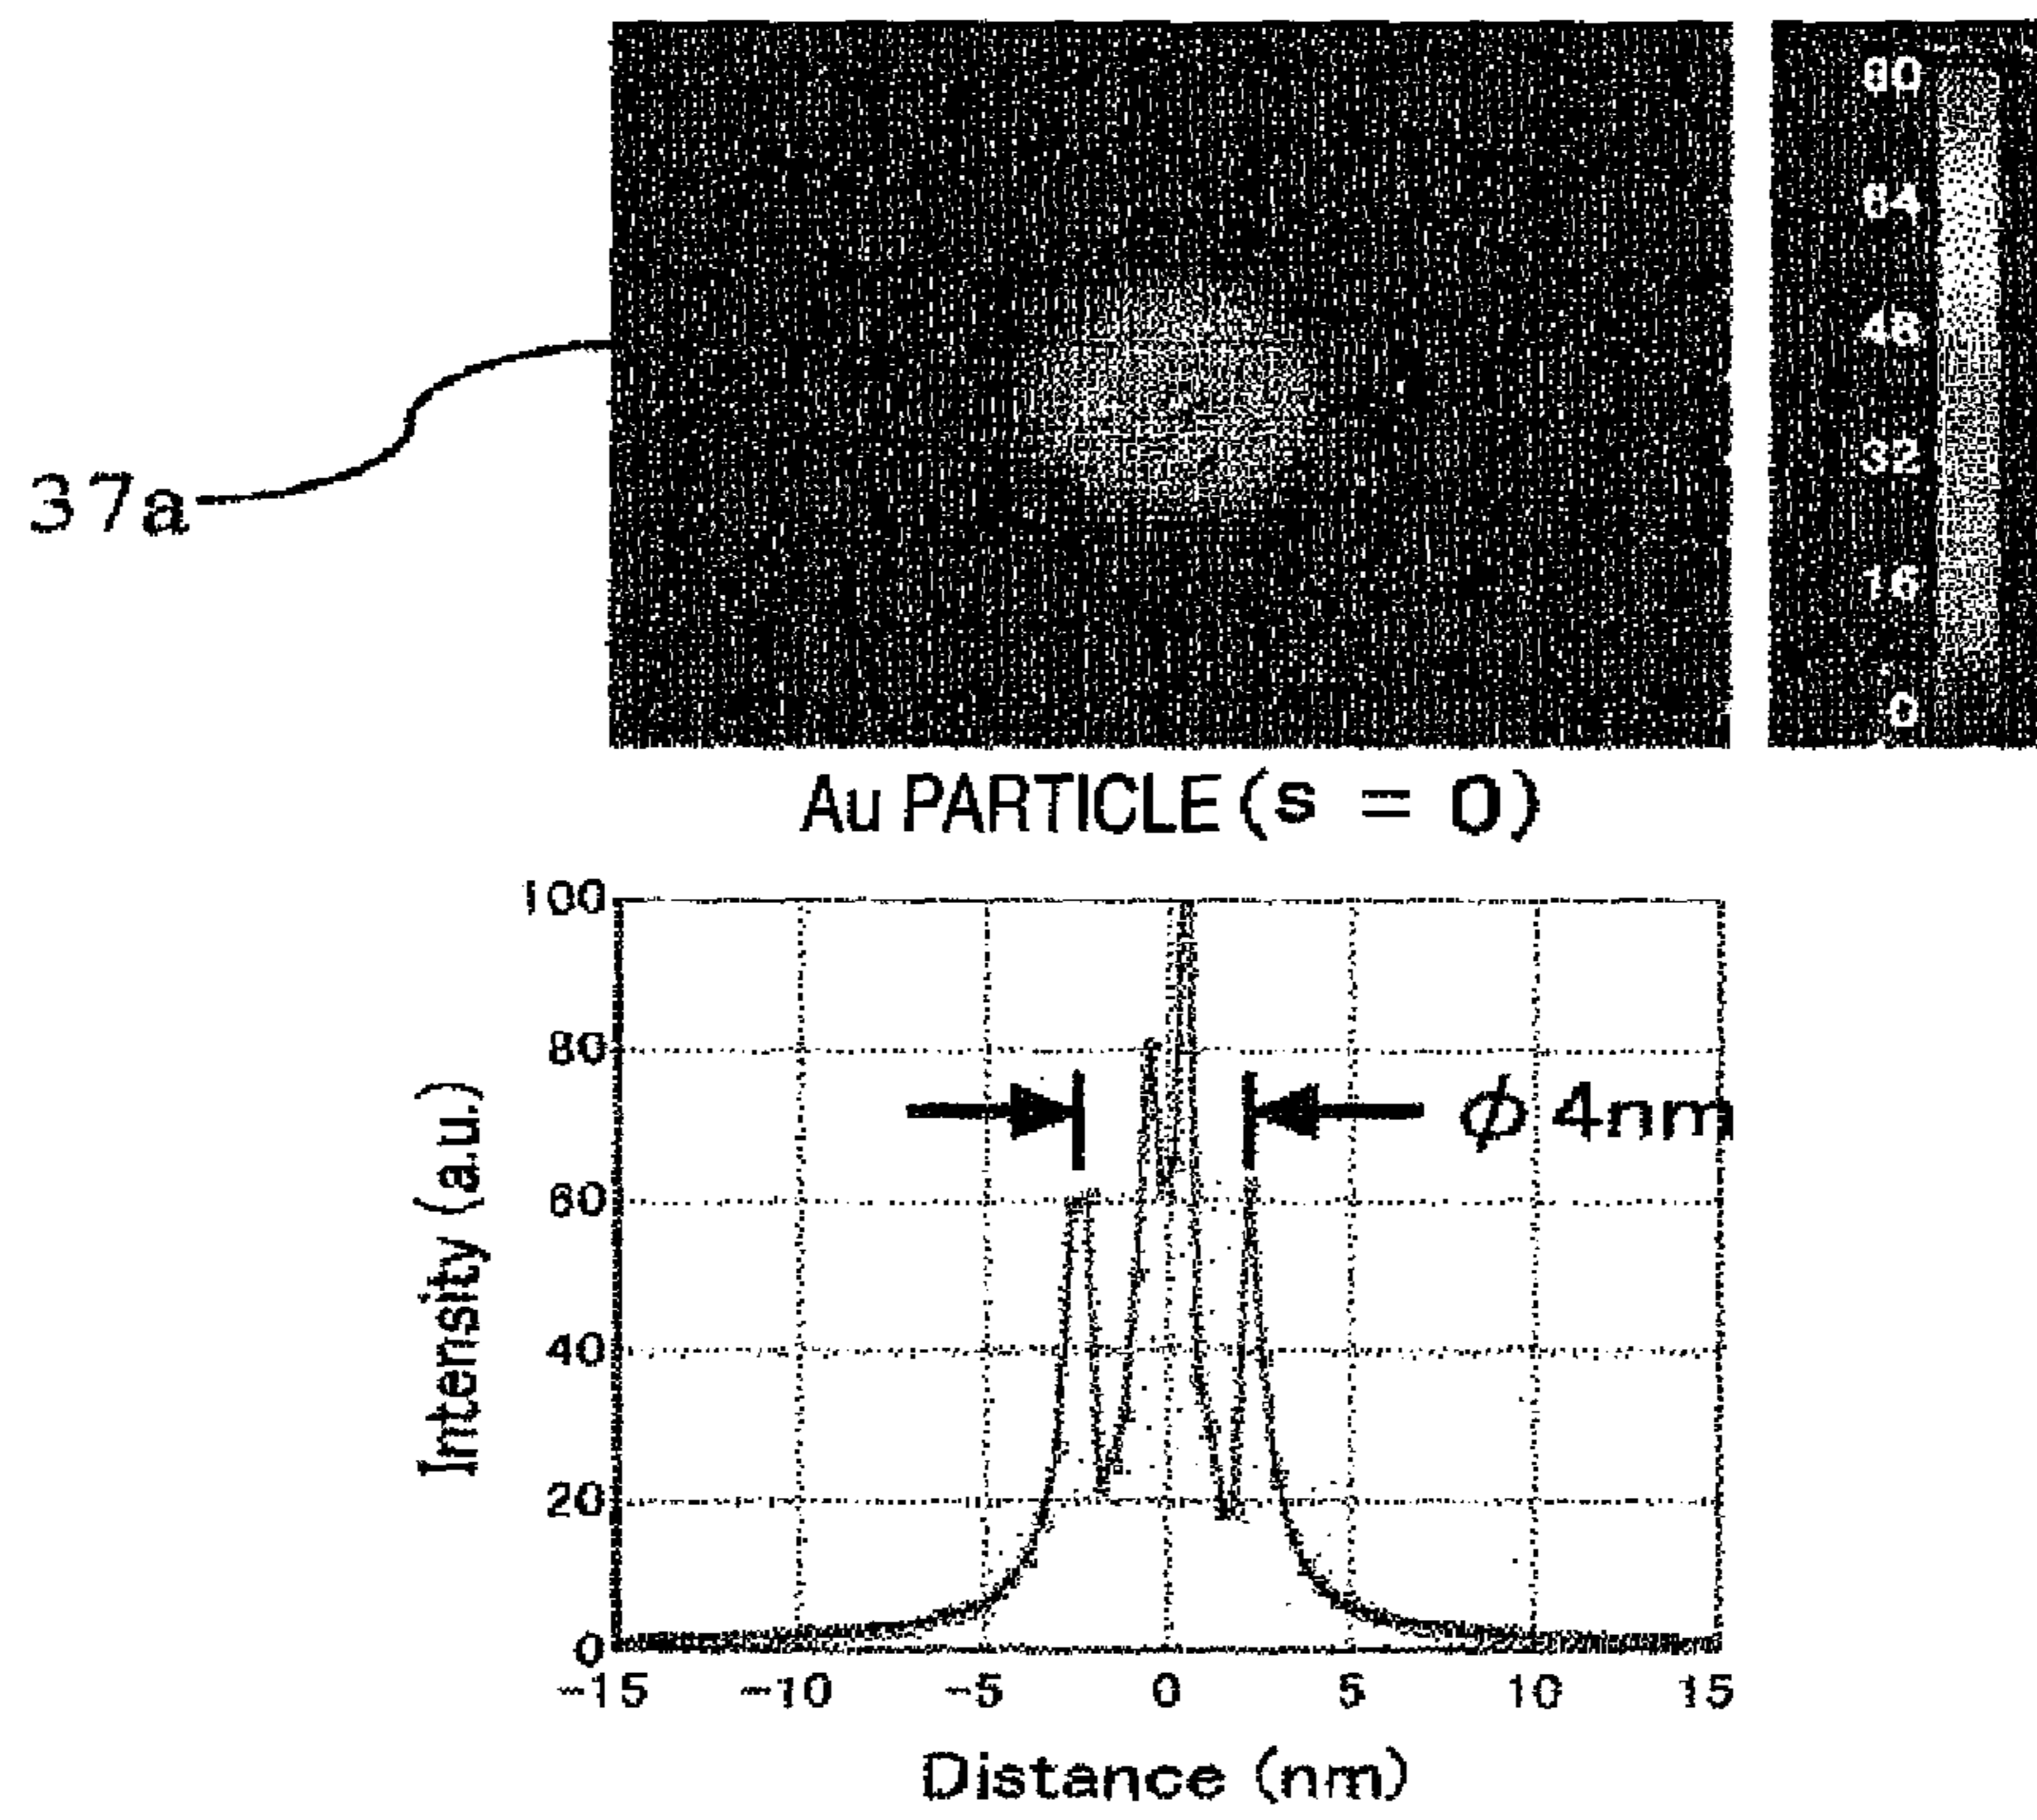 80
64
48
32
16
0
37a
Au PARTICLE (s = 0)
100
80
60
40
20
0
φ 4nm
Intensity (a.u.)
-15 -10 -5 0 5 10 15
Distance (nm)